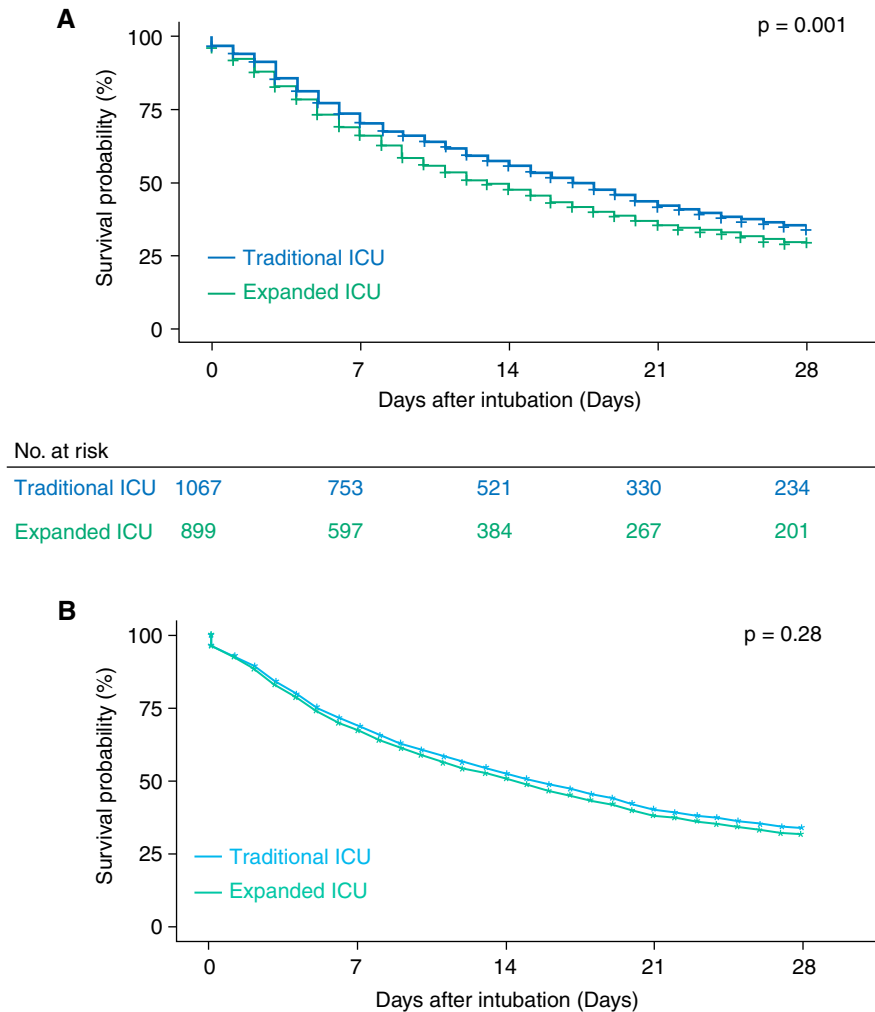 A
p = 0.001
Survival probability (%)
100
75
50
25
0
Traditional ICU
Expanded ICU
0 7 14 21 28
Days after intubation (Days)
No. at risk
Traditional ICU 1067 753 521 330 234
Expanded ICU 899 597 384 267 201
B
p = 0.28
Survival probability (%)
100
75
50
25
0
Traditional ICU
Expanded ICU
0 7 14 21 28
Days after intubation (Days)